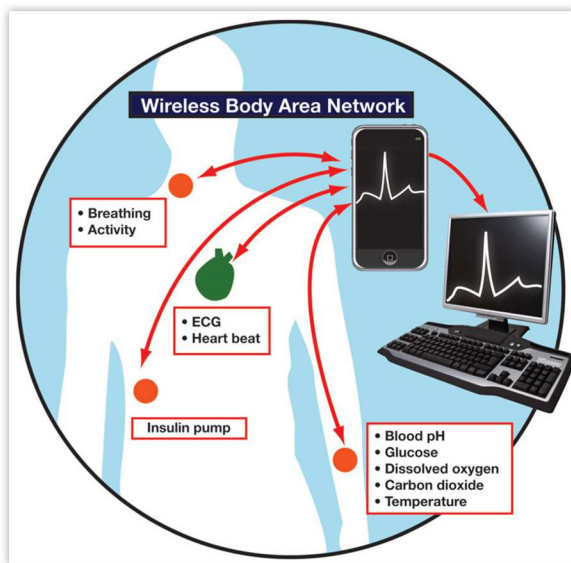 Wireless Body Area Network
• Breathing
• Activity
• ECG
• Heart beat
Insulin pump
• Blood pH
• Glucose
• Dissolved oxygen
• Carbon dioxide
• Temperature